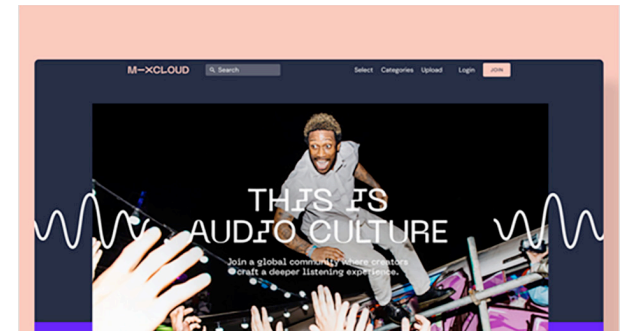 M–XCLOUD
Search
Select Categories Upload Login JOIN
THIS IS
AUDIO CULTURE
Join a global community where creators
craft a deeper listening experience.